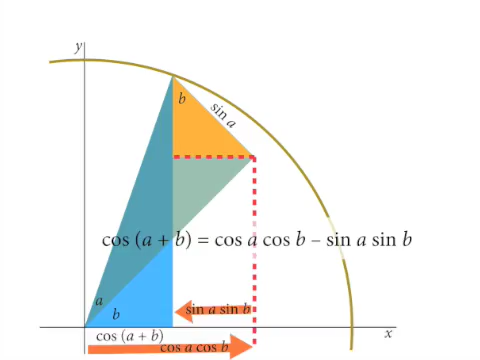 y
b
sin a
cos (a + b) = cos a cos b – sin a sin b
a
b
sin a sin b
cos (a + b)
x
cos a cos b